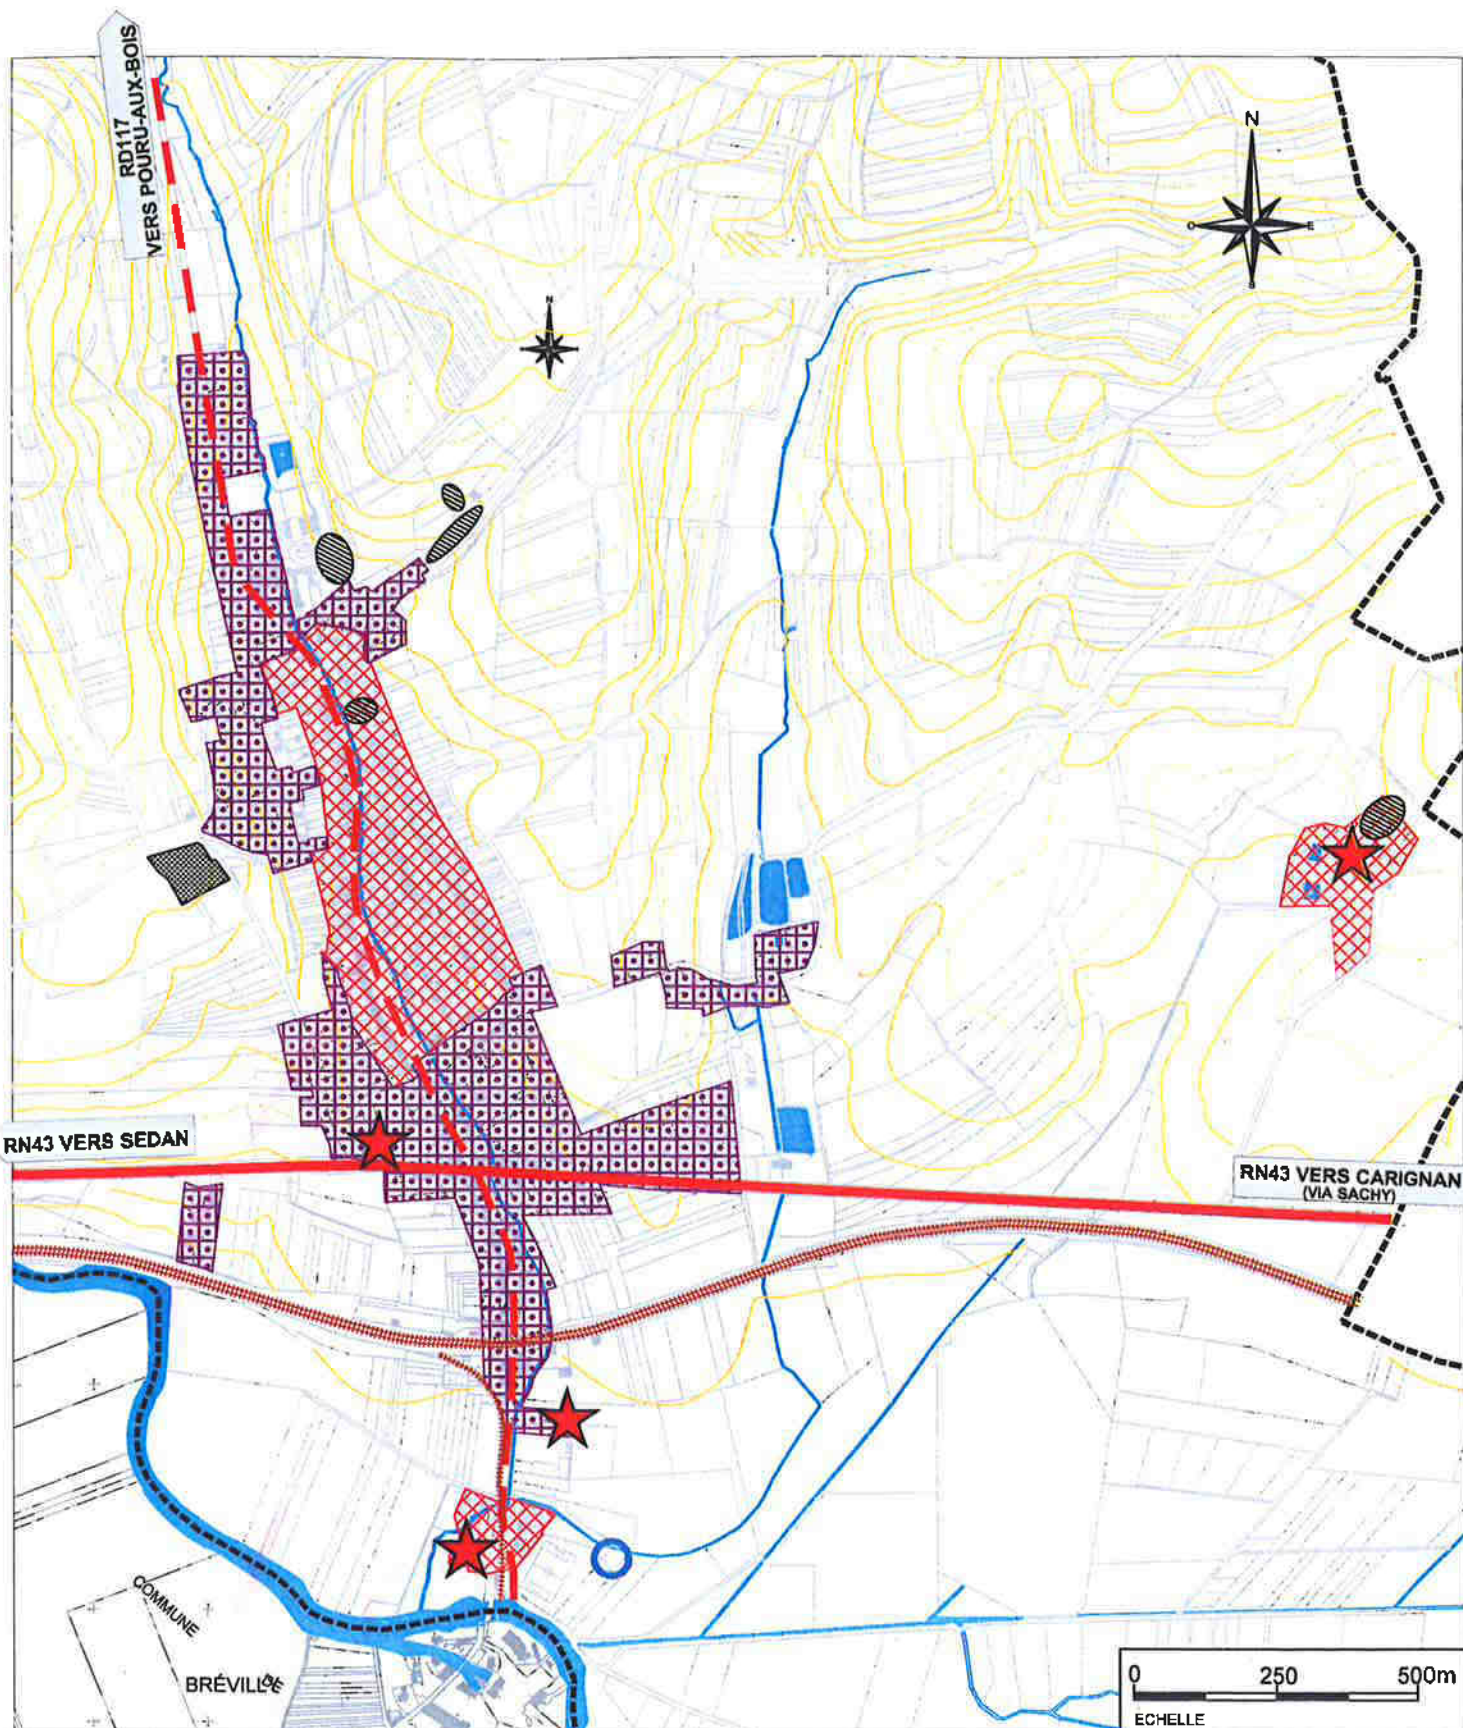 RD117
VERS POURU-AUX-BOIS
N
O
E
S
N
RN43 VERS SEDAN
RN43 VERS CARIGNAN
(VIA SACHY)
COMMUNE
BRÉVILLE
0 250 500m
ECHELLE